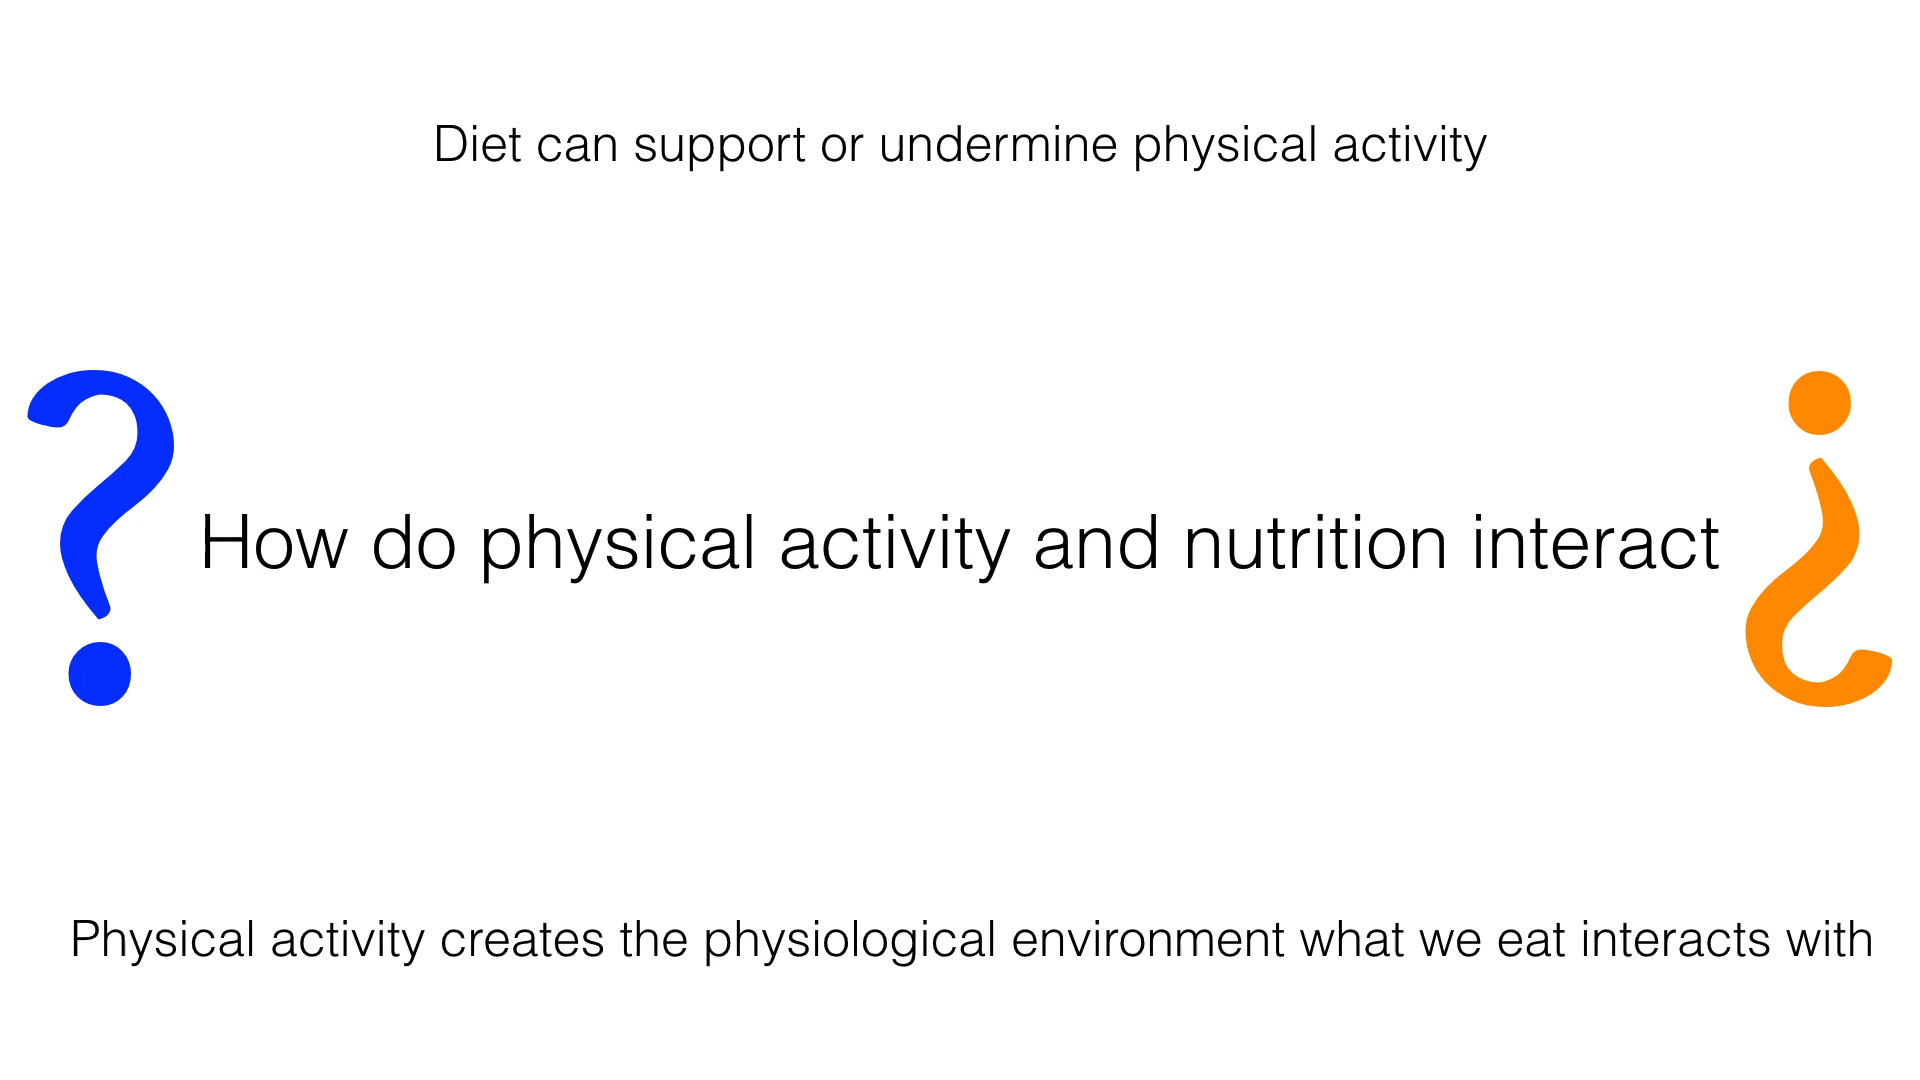 Diet can support or undermine physical activity
? How do physical activity and nutrition interact ¿
Physical activity creates the physiological environment what we eat interacts with